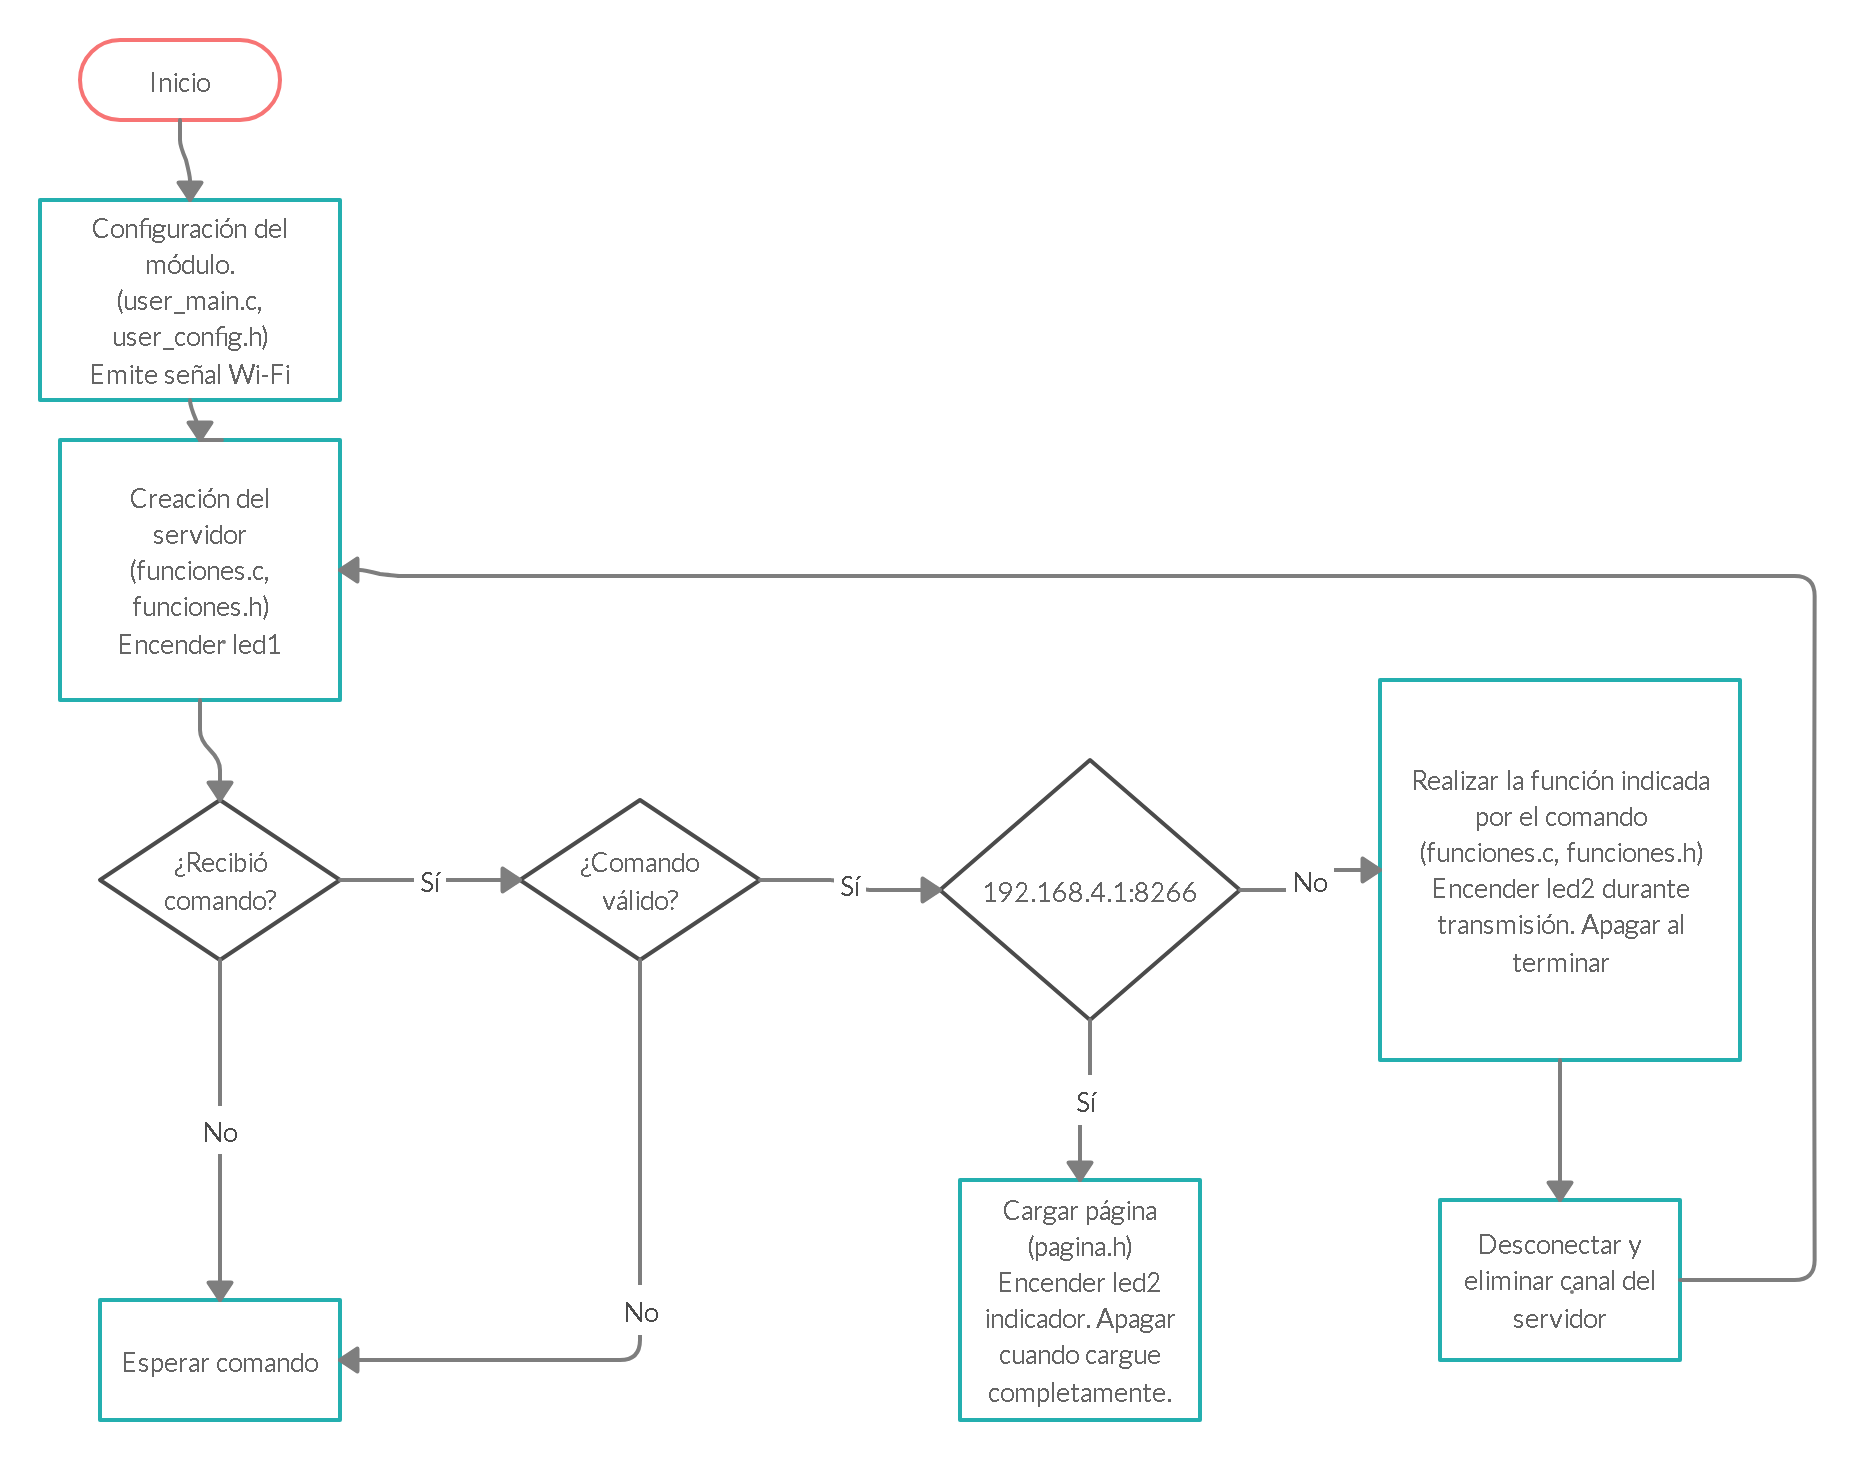 Inicio
Configuración del
módulo.
(user_main.c,
user_config.h)
Emite señal Wi-Fi
Creación del
servidor
(funciones.c,
funciones.h)
Encender led1
¿Recibió
comando?
Sí
¿Comando
válido?
Sí
192.168.4.1:8266
No
Realizar la función indicada
por el comando
(funciones.c, funciones.h)
Encender led2 durante
transmisión. Apagar al
terminar
No
Sí
No
Esperar comando
Cargar página
(pagina.h)
Encender led2
indicador. Apagar
cuando cargue
completamente.
Desconectar y
eliminar canal del
servidor